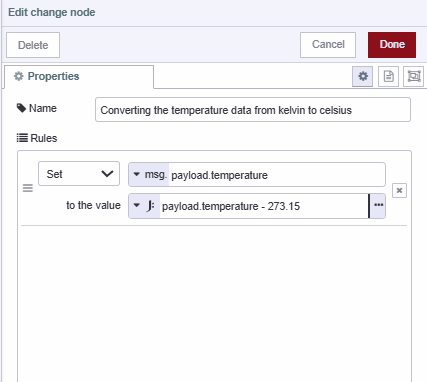 Edit change node
Delete
Cancel
Done
Properties
Name
Converting the temperature data from kelvin to celsius
Rules
Set
msg. payload.temperature
to the value
J: payload.temperature - 273.15